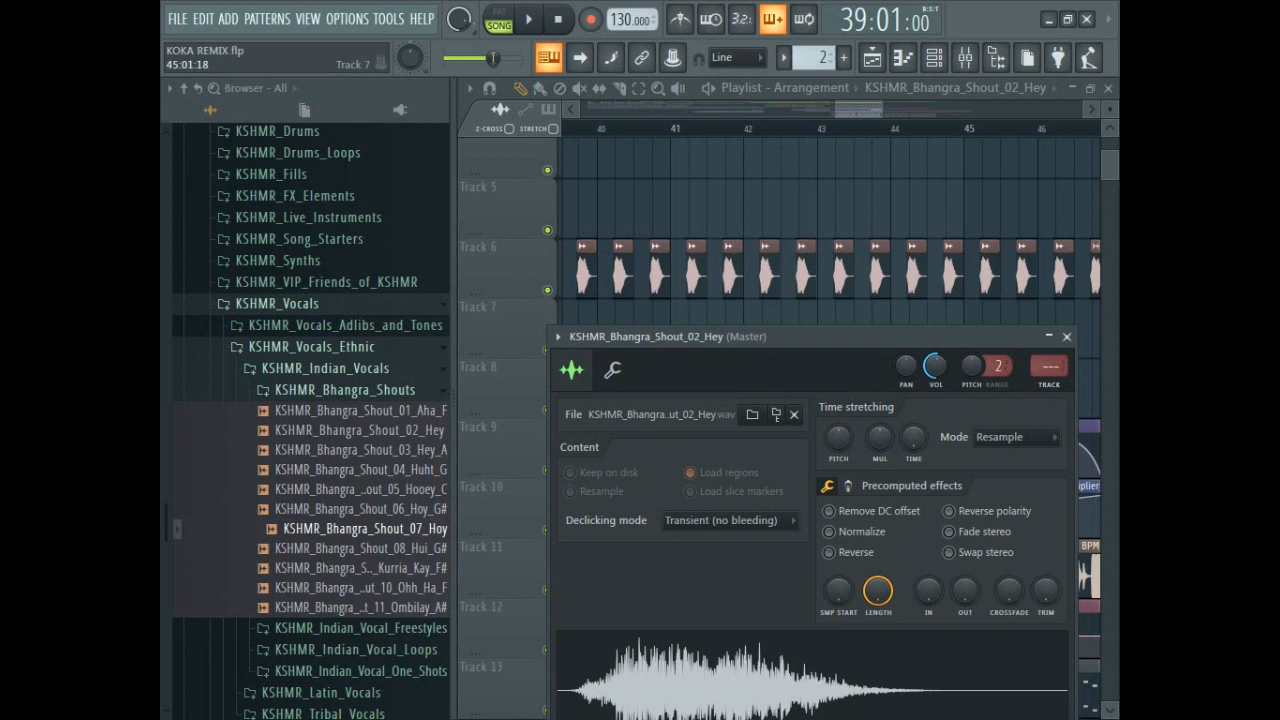 FILE EDIT ADD PATTERNS VIEW OPTIONS TOOLS HELP
PAT
SONG
130.000
3.2.
39:01:00
B:S:T
KOKA REMIX.flp
45:01:18
Track 7
Line
2
Browser - All
Playlist - Arrangement
KSHMR_Bhangra_Shout_02_Hey
Z-CROSS
STRETCH
40 41 42 43 44 45 46
KSHMR_Drums
KSHMR_Drums_Loops
KSHMR_Fills
KSHMR_FX_Elements
KSHMR_Live_Instruments
KSHMR_Song_Starters
KSHMR_Synths
KSHMR_VIP_Friends_of_KSHMR
KSHMR_Vocals
KSHMR_Vocals_Adlibs_and_Tones
KSHMR_Vocals_Ethnic
KSHMR_Indian_Vocals
KSHMR_Bhangra_Shouts
KSHMR_Bhangra_Shout_01_Aha_F
KSHMR_Bhangra_Shout_02_Hey
KSHMR_Bhangra_Shout_03_Hey_A
KSHMR_Bhangra_Shout_04_Huht_G
KSHMR_Bhangra_..out_05_Hooey_C
KSHMR_Bhangra_Shout_06_Hoy_G#
KSHMR_Bhangra_Shout_07_Hoy
KSHMR_Bhangra_Shout_08_Hui_G#
KSHMR_Bhangra_S.._Kurria_Kay_F#
KSHMR_Bhangra_..ut_10_Ohh_Ha_F
KSHMR_Bhangra_..t_11_Ombilay_A#
KSHMR_Indian_Vocal_Freestyles
KSHMR_Indian_Vocal_Loops
KSHMR_Indian_Vocal_One_Shots
KSHMR_Latin_Vocals
KSHMR_Tribal_Vocals
Track 5
Track 6
Track 7
Track 8
Track 9
Track 10
Track 11
Track 12
Track 13
KSHMR_Bhangra_Shout_02_Hey (Master)
PAN
VOL
PITCH
RANGE
2
---
TRACK
File KSHMR_Bhangra..ut_02_Hey.wav
Content
Keep on disk
Load regions
Resample
Load slice markers
Declicking mode
Transient (no bleeding)
Time stretching
PITCH
MUL
TIME
Mode
Resample
Precomputed effects
Remove DC offset
Reverse polarity
Normalize
Fade stereo
Reverse
Swap stereo
SMP START
LENGTH
IN
OUT
CROSSFADE
TRIM
plier
BPM